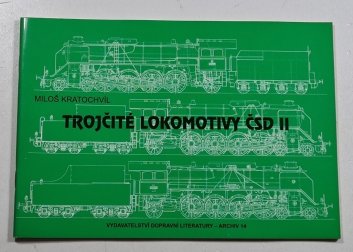 MILOŠ KRATOCHVÍL
TROJČITÉ LOKOMOTIVY ČSD II
VYDAVATELSTVÍ DOPRAVNÍ LITERATURY – ARCHIV 14